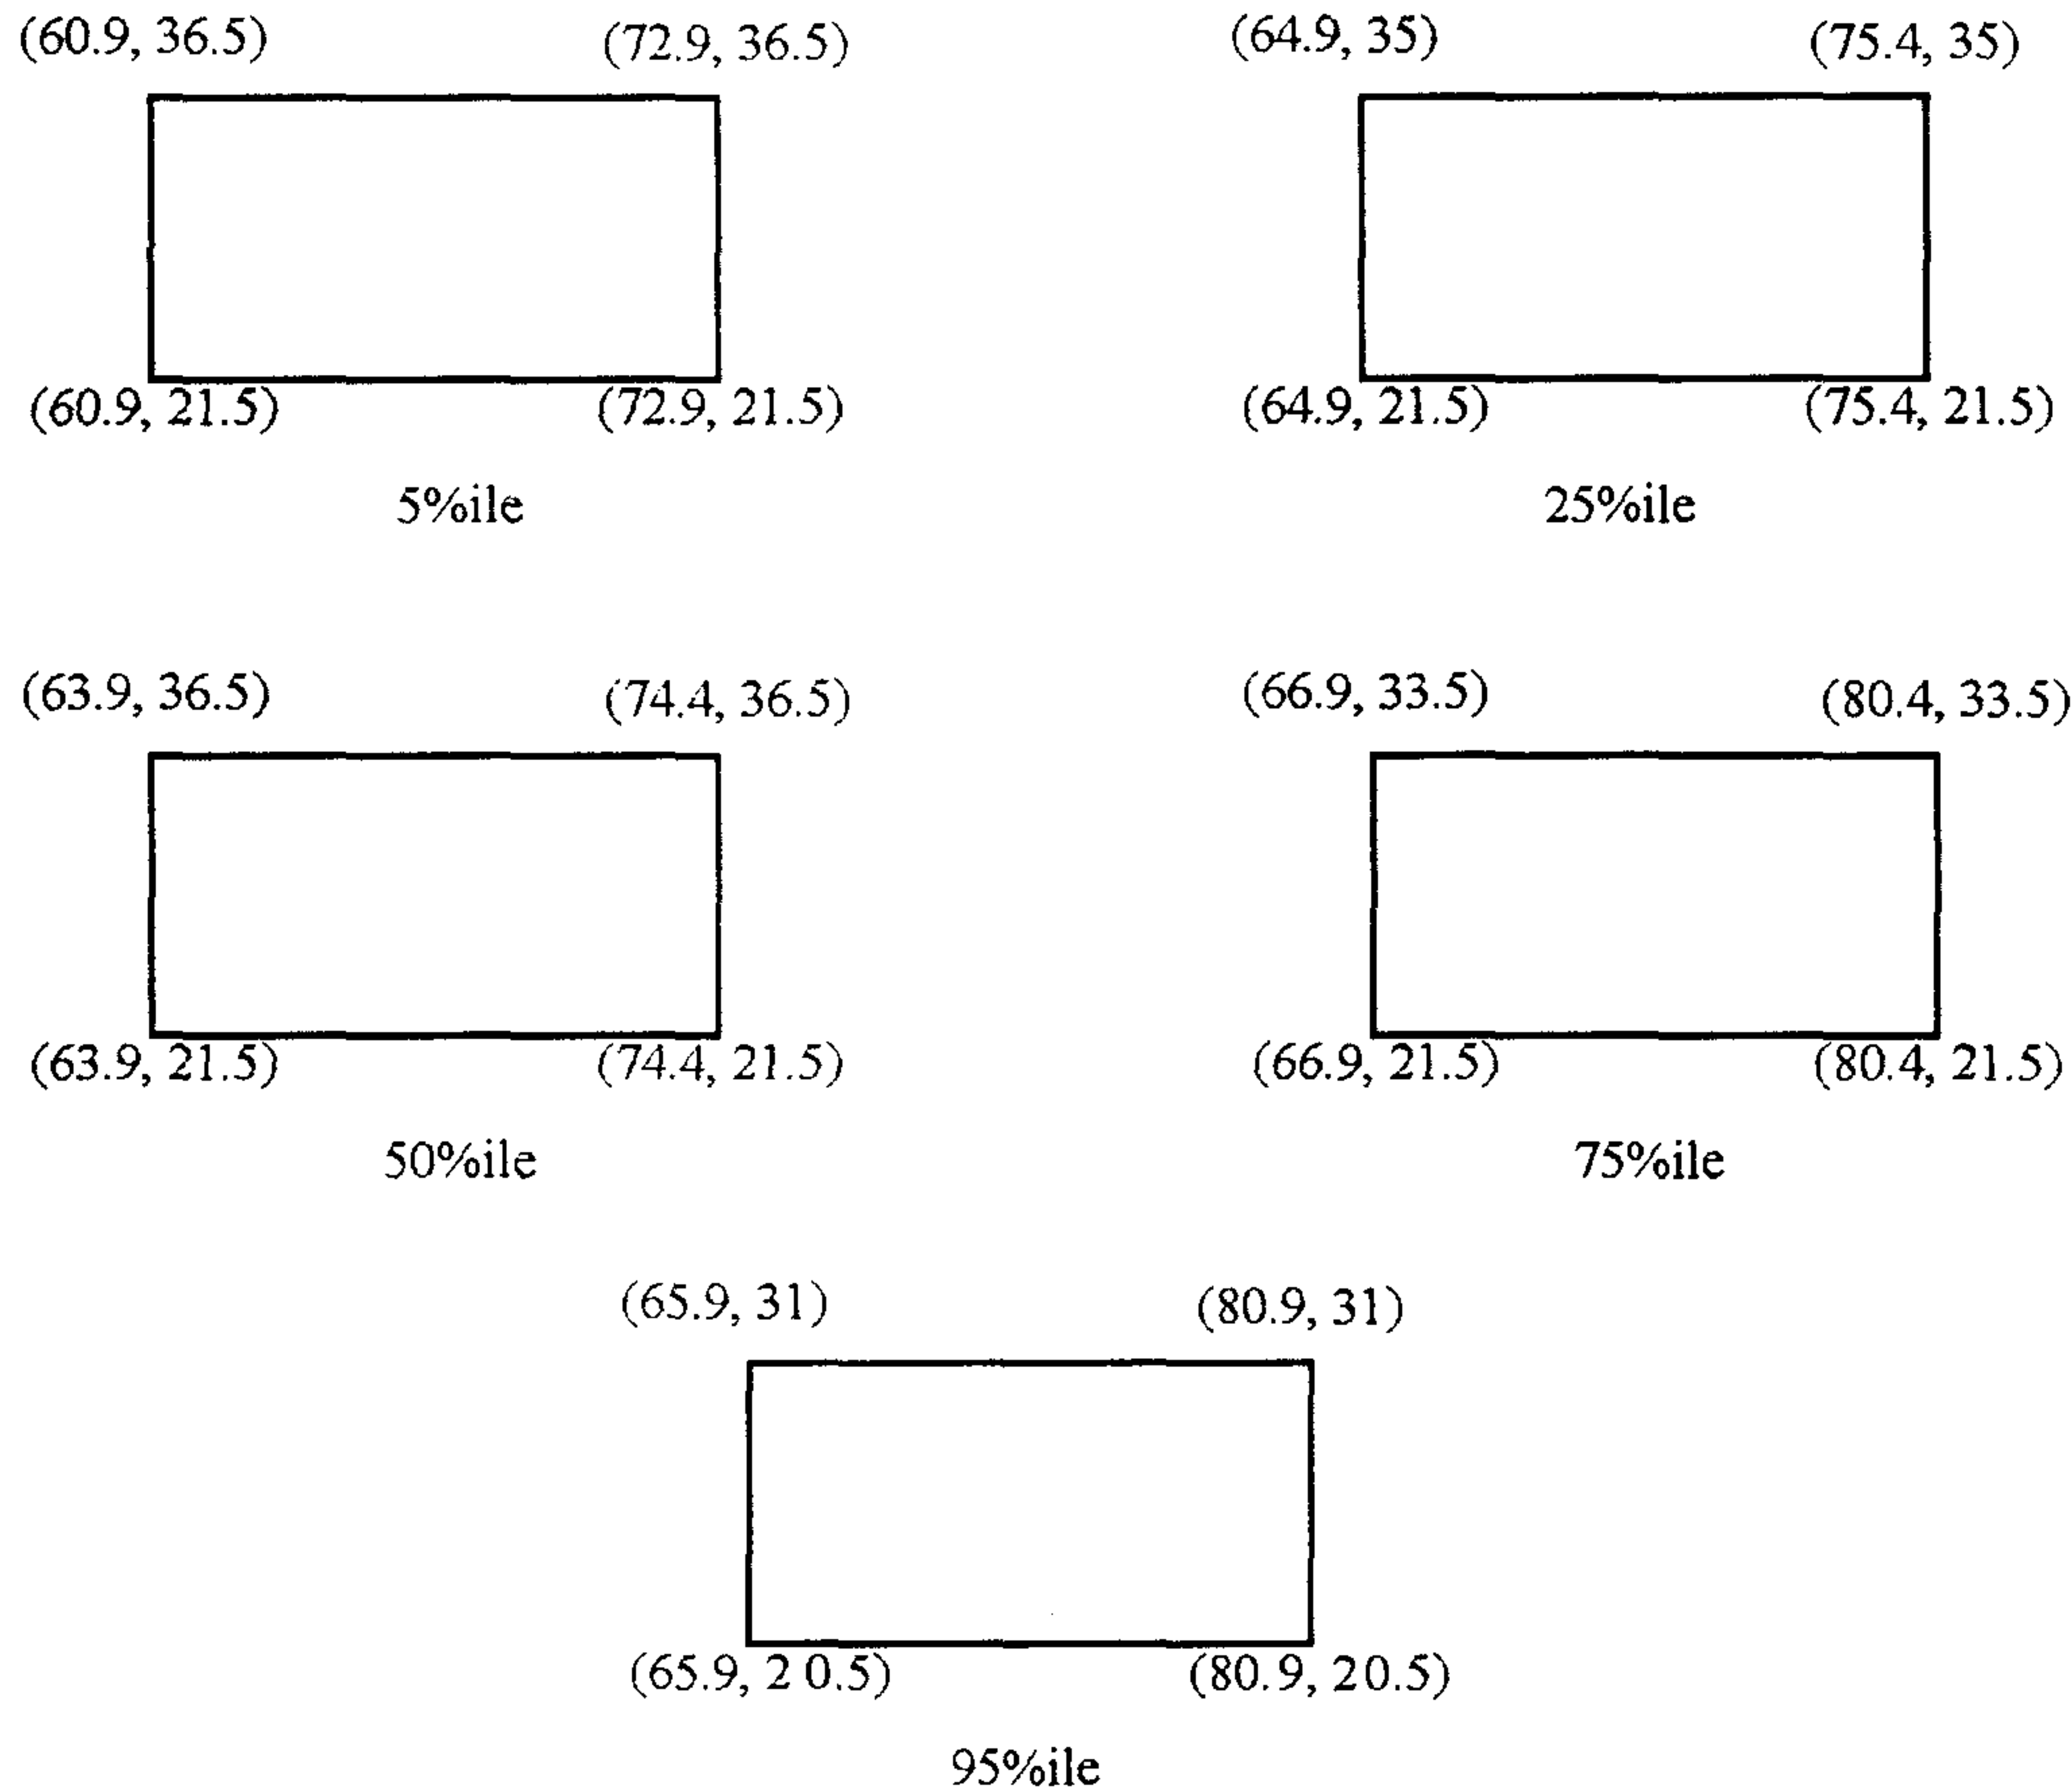 (60.9, 36.5) (72.9, 36.5) (64.9, 35) (75.4, 35)
(60.9, 21.5) (72.9, 21.5) (64.9, 21.5) (75.4, 21.5)
5%ile 25%ile
(63.9, 36.5) (74.4, 36.5) (66.9, 33.5) (80.4, 33.5)
(63.9, 21.5) (74.4, 21.5) (66.9, 21.5) (80.4, 21.5)
50%ile 75%ile
(65.9, 31) (80.9, 31)
(65.9, 2 0.5) (80.9, 20.5)
95%ile